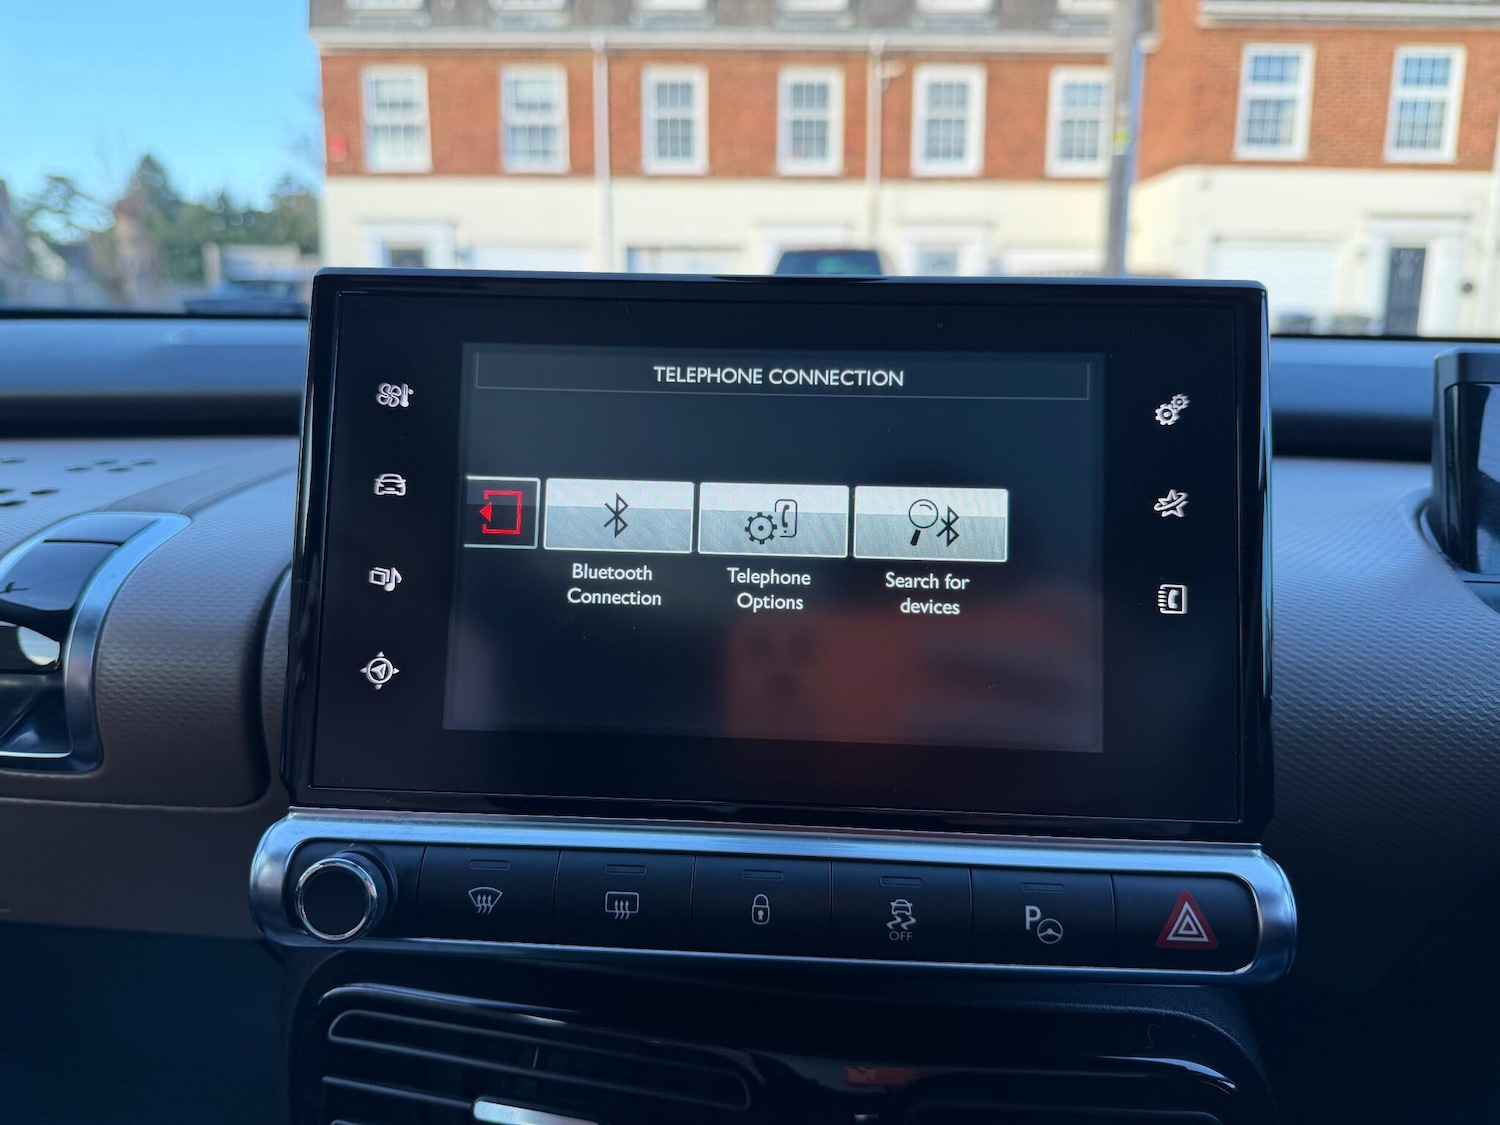 TELEPHONE CONNECTION
Bluetooth
Connection
Telephone
Options
Search for
devices
OFF
P